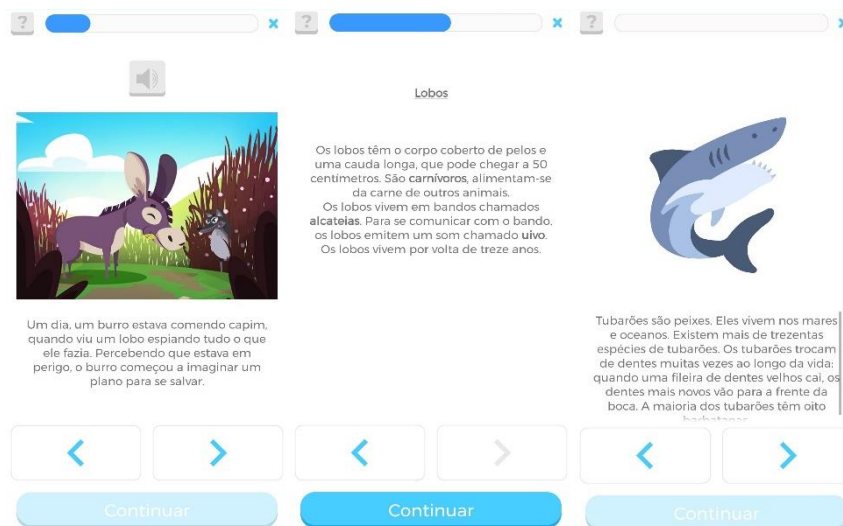 ?
Um dia, um burro estava comendo capim,
quando viu um lobo espiando tudo o que
ele fazia. Percebendo que estava em
perigo, o burro começou a imaginar um
plano para se salvar.
Continuar
?
Lobos
Os lobos têm o corpo coberto de pelos e
uma cauda longa, que pode chegar a 50
centímetros. São carnívoros, alimentam-se
da carne de outros animais.
Os lobos vivem em bandos chamados
alcateias. Para se comunicar com o bando,
os lobos emitem um som chamado uivo.
Os lobos vivem por volta de treze anos.
Continuar
?
Tubarões são peixes. Eles vivem nos mares
e oceanos. Existem mais de trezentas
espécies de tubarões. Os tubarões trocam
de dentes muitas vezes ao longo da vida:
quando uma fileira de dentes velhos cai, os
dentes mais novos vão para a frente da
boca. A maioria dos tubarões têm oito
Continuar